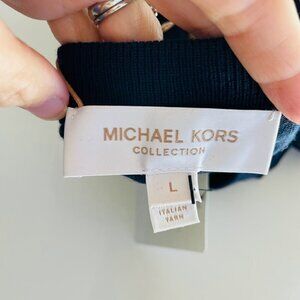 MICHAEL KORS
COLLECTION
L
ITALIAN
YARN